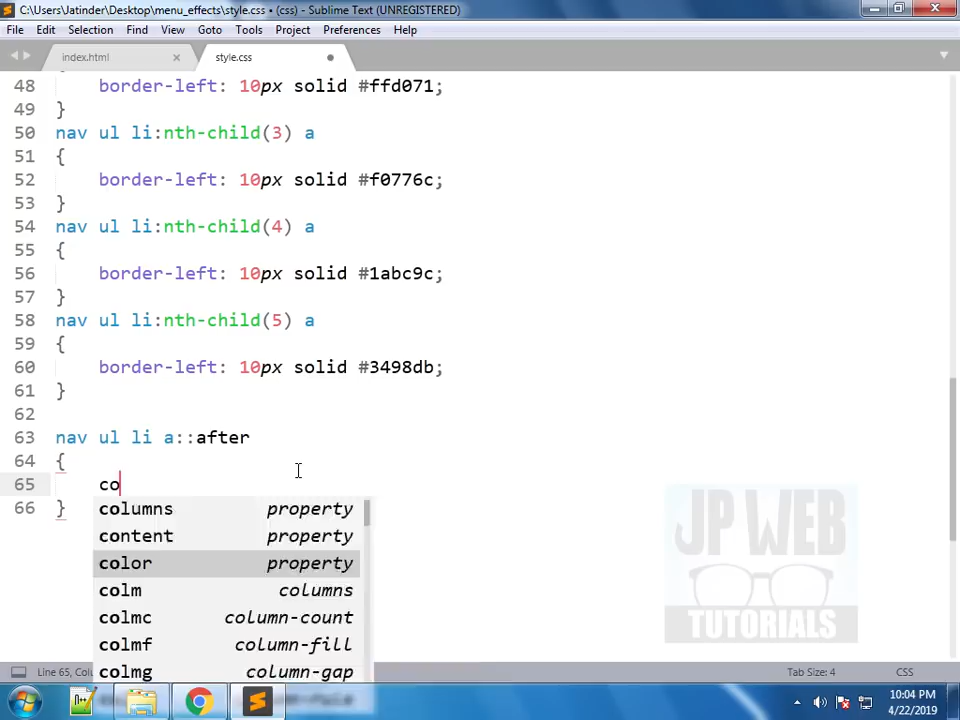 C:\Users\Jatinder\Desktop\menu_effects\style.css • (css) - Sublime Text (UNREGISTERED)
File Edit Selection Find View Goto Tools Project Preferences Help
index.html × style.css
48 border-left: 10px solid #ffd071;
49 }
50 nav ul li:nth-child(3) a
51 {
52 border-left: 10px solid #f0776c;
53 }
54 nav ul li:nth-child(4) a
55 {
56 border-left: 10px solid #1abc9c;
57 }
58 nav ul li:nth-child(5) a
59 {
60 border-left: 10px solid #3498db;
61 }
62
63 nav ul li a::after
64 {
65 co
66 }
columns property
content property
color property
colm columns
colmc column-count
colmf column-fill
colmg column-gap
JP WEB
TUTORIALS
Line 65, Colu
Tab Size: 4 CSS
10:04 PM
4/22/2019